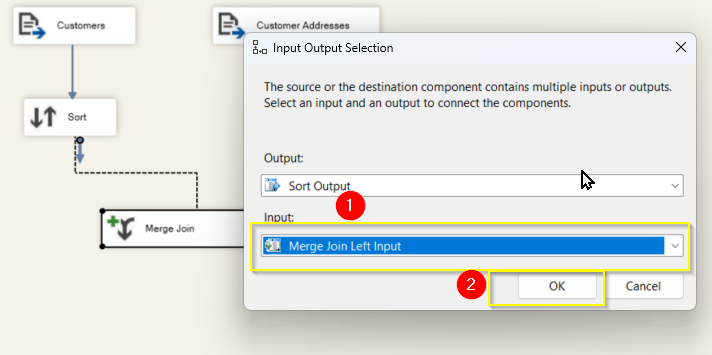 Customers
Customer Addresses
Sort
Merge Join
Input Output Selection
The source or the destination component contains multiple inputs or outputs.
Select an input and an output to connect the components.
Output:
Sort Output
1
Input:
Merge Join Left Input
2
OK
Cancel